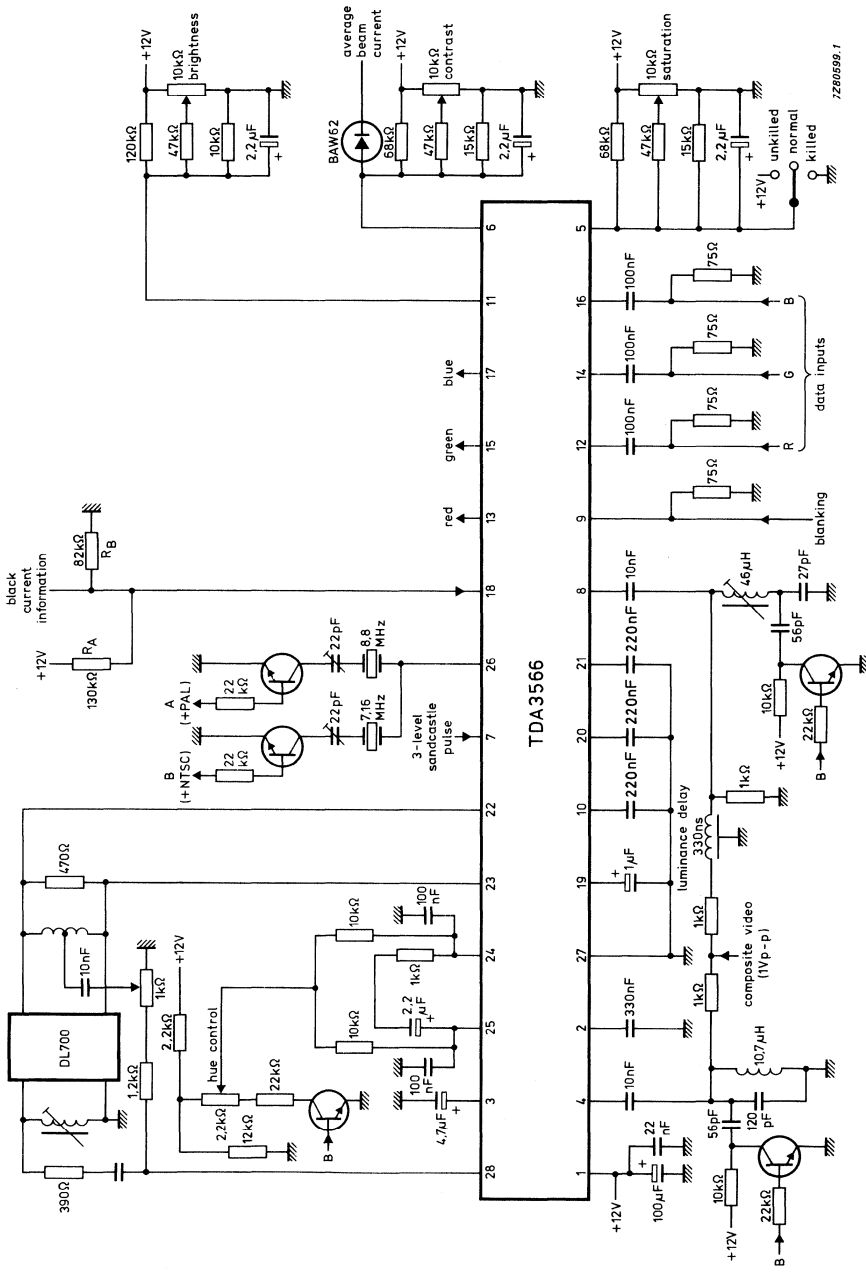 DL700
390Ω
1,2kΩ
1kΩ
10nF
470Ω
+12V
2,2kΩ
2,2kΩ
hue control
12kΩ
22kΩ
B
4,7µF
+
100
nF
10kΩ
2,2
µF
+
1kΩ
10kΩ
100
nF
B
(+NTSC)
22
kΩ
22pF
7,16
MHz
A
(+PAL)
22
kΩ
22pF
8,8
MHz
3-level
sandcastle
pulse
+12V
RA
130kΩ
black
current
information
82kΩ
RB
red
green
blue
120kΩ
+12V
10kΩ
brightness
47kΩ
10kΩ
2,2µF
+
average
beam
current
BAW62
+12V
68kΩ
10kΩ
contrast
47kΩ
15kΩ
2,2µF
+
28
3
25
24
23
22
7
26
18
13
15
17
11
6
TDA3566
1
4
2
27
19
10
20
21
8
9
12
14
16
5
+12V
100µF
+
22
nF
10nF
330nF
+
1µF
220nF
220nF
220nF
10nF
56pF
120
pF
10,7µH
10kΩ
+12V
22kΩ
B
1kΩ
composite video
(1Vp-p)
1kΩ
luminance delay
330ns
1kΩ
46µH
56pF
27pF
10kΩ
+12V
22kΩ
B
75Ω
blanking
100nF
75Ω
R
100nF
75Ω
G
100nF
75Ω
B
data inputs
68kΩ
+12V
10kΩ
saturation
47kΩ
15kΩ
2,2µF
+
+12V
unkilled
normal
killed
7280599.1